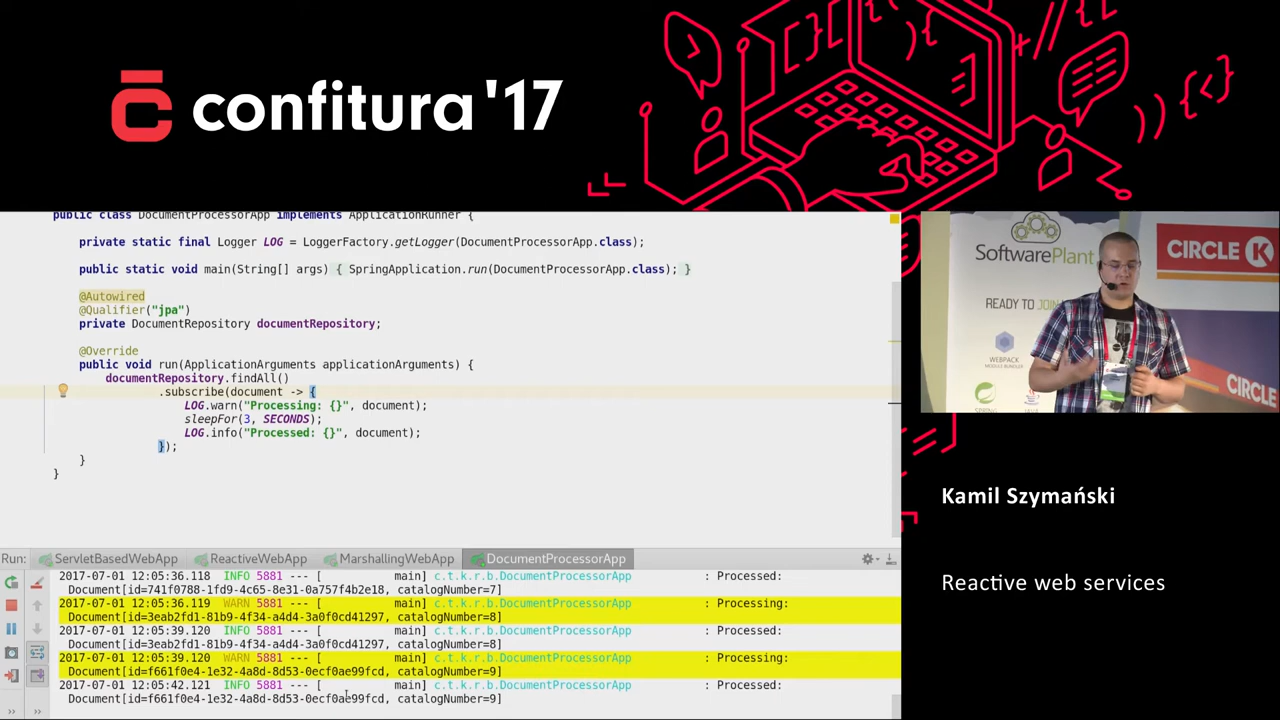 confitura '17
public class DocumentProcessorApp implements ApplicationRunner {
private static final Logger LOG = LoggerFactory.getLogger(DocumentProcessorApp.class);
public static void main(String[] args) { SpringApplication.run(DocumentProcessorApp.class); }
@Autowired
@Qualifier("jpa")
private DocumentRepository documentRepository;
@Override
public void run(ApplicationArguments applicationArguments) {
documentRepository.findAll()
.subscribe(document -> {
LOG.warn("Processing: {}", document);
sleepFor(3, SECONDS);
LOG.info("Processed: {}", document);
});
}
}
Run: ServletBasedWebApp ReactiveWebApp MarshallingWebApp DocumentProcessorApp
2017-07-01 12:05:36.118 INFO 5881 --- [ main] c.t.k.r.b.DocumentProcessorApp : Processed:
Document[id=741f0788-1fd9-4c65-8e31-0a757f4b2e18, catalogNumber=7]
2017-07-01 12:05:36.119 WARN 5881 --- [ main] c.t.k.r.b.DocumentProcessorApp : Processing:
Document[id=3eab2fd1-81b9-4f34-a4d4-3a0f0cd41297, catalogNumber=8]
2017-07-01 12:05:39.120 INFO 5881 --- [ main] c.t.k.r.b.DocumentProcessorApp : Processed:
Document[id=3eab2fd1-81b9-4f34-a4d4-3a0f0cd41297, catalogNumber=8]
2017-07-01 12:05:39.120 WARN 5881 --- [ main] c.t.k.r.b.DocumentProcessorApp : Processing:
Document[id=f661f0e4-1e32-4a8d-8d53-0ecf0ae99fcd, catalogNumber=9]
2017-07-01 12:05:42.121 INFO 5881 --- [ main] c.t.k.r.b.DocumentProcessorApp : Processed:
Document[id=f661f0e4-1e32-4a8d-8d53-0ecf0ae99fcd, catalogNumber=9]
SoftwarePlant
READY TO JOIN
WEBPACK
MODULE BUNDLER
SPRING
JAVA
CIRCLE K
CIRCLE
Kamil Szymański
Reactive web services